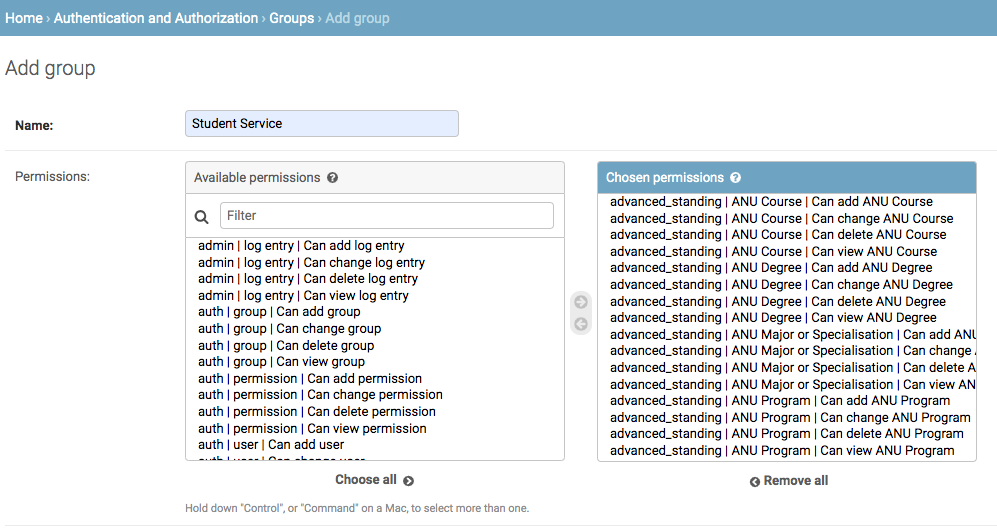 Home › Authentication and Authorization › Groups › Add group
Add group
Name:
Student Service
Permissions:
Available permissions ?
Filter
admin | log entry | Can add log entry
admin | log entry | Can change log entry
admin | log entry | Can delete log entry
admin | log entry | Can view log entry
auth | group | Can add group
auth | group | Can change group
auth | group | Can delete group
auth | group | Can view group
auth | permission | Can add permission
auth | permission | Can change permission
auth | permission | Can delete permission
auth | permission | Can view permission
auth | user | Can add user
auth | user | Can change user
Choose all
Hold down "Control", or "Command" on a Mac, to select more than one.
Chosen permissions ?
advanced_standing | ANU Course | Can add ANU Course
advanced_standing | ANU Course | Can change ANU Course
advanced_standing | ANU Course | Can delete ANU Course
advanced_standing | ANU Course | Can view ANU Course
advanced_standing | ANU Degree | Can add ANU Degree
advanced_standing | ANU Degree | Can change ANU Degree
advanced_standing | ANU Degree | Can delete ANU Degree
advanced_standing | ANU Degree | Can view ANU Degree
advanced_standing | ANU Major or Specialisation | Can add ANU
advanced_standing | ANU Major or Specialisation | Can change
advanced_standing | ANU Major or Specialisation | Can delete A
advanced_standing | ANU Major or Specialisation | Can view AN
advanced_standing | ANU Program | Can add ANU Program
advanced_standing | ANU Program | Can change ANU Program
advanced_standing | ANU Program | Can delete ANU Program
advanced_standing | ANU Program | Can view ANU Program
Remove all